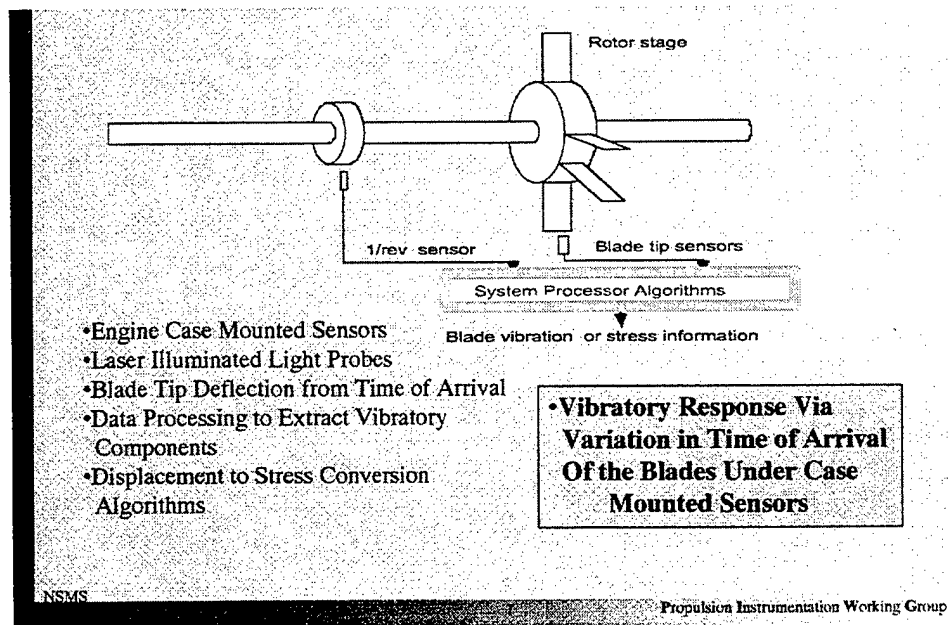 Rotor stage
1/rev sensor
Blade tip sensors
System Processor Algorithms
Blade vibration or stress information
•Engine Case Mounted Sensors
•Laser Illuminated Light Probes
•Blade Tip Deflection from Time of Arrival
•Data Processing to Extract Vibratory
Components
•Displacement to Stress Conversion
Algorithms
•Vibratory Response Via
Variation in Time of Arrival
Of the Blades Under Case
Mounted Sensors
NSMS
Propulsion Instrumentation Working Group